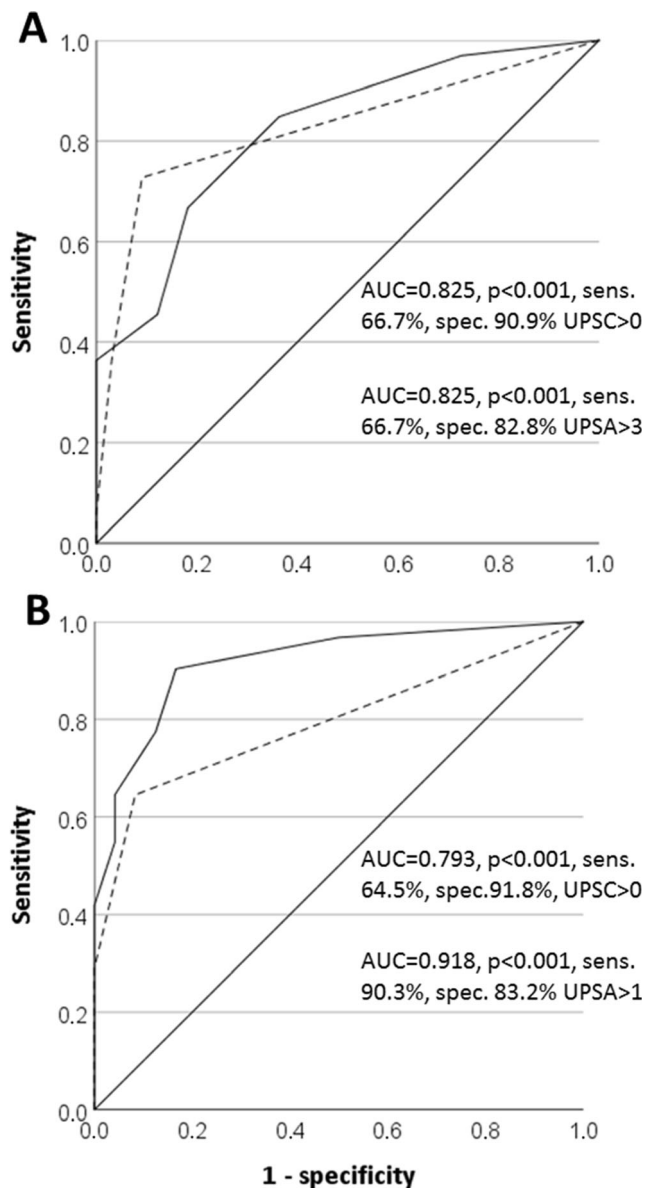 A
1.0
0.8
0.6
0.4
0.2
0.0
Sensitivity
AUC=0.825, p<0.001, sens.
66.7%, spec. 90.9% UPSC>0
AUC=0.825, p<0.001, sens.
66.7%, spec. 82.8% UPSA>3
0.0 0.2 0.4 0.6 0.8 1.0
B
1.0
0.8
0.6
0.4
0.2
0.0
Sensitivity
AUC=0.793, p<0.001, sens.
64.5%, spec.91.8%, UPSC>0
AUC=0.918, p<0.001, sens.
90.3%, spec. 83.2% UPSA>1
0.0 0.2 0.4 0.6 0.8 1.0
1 - specificity